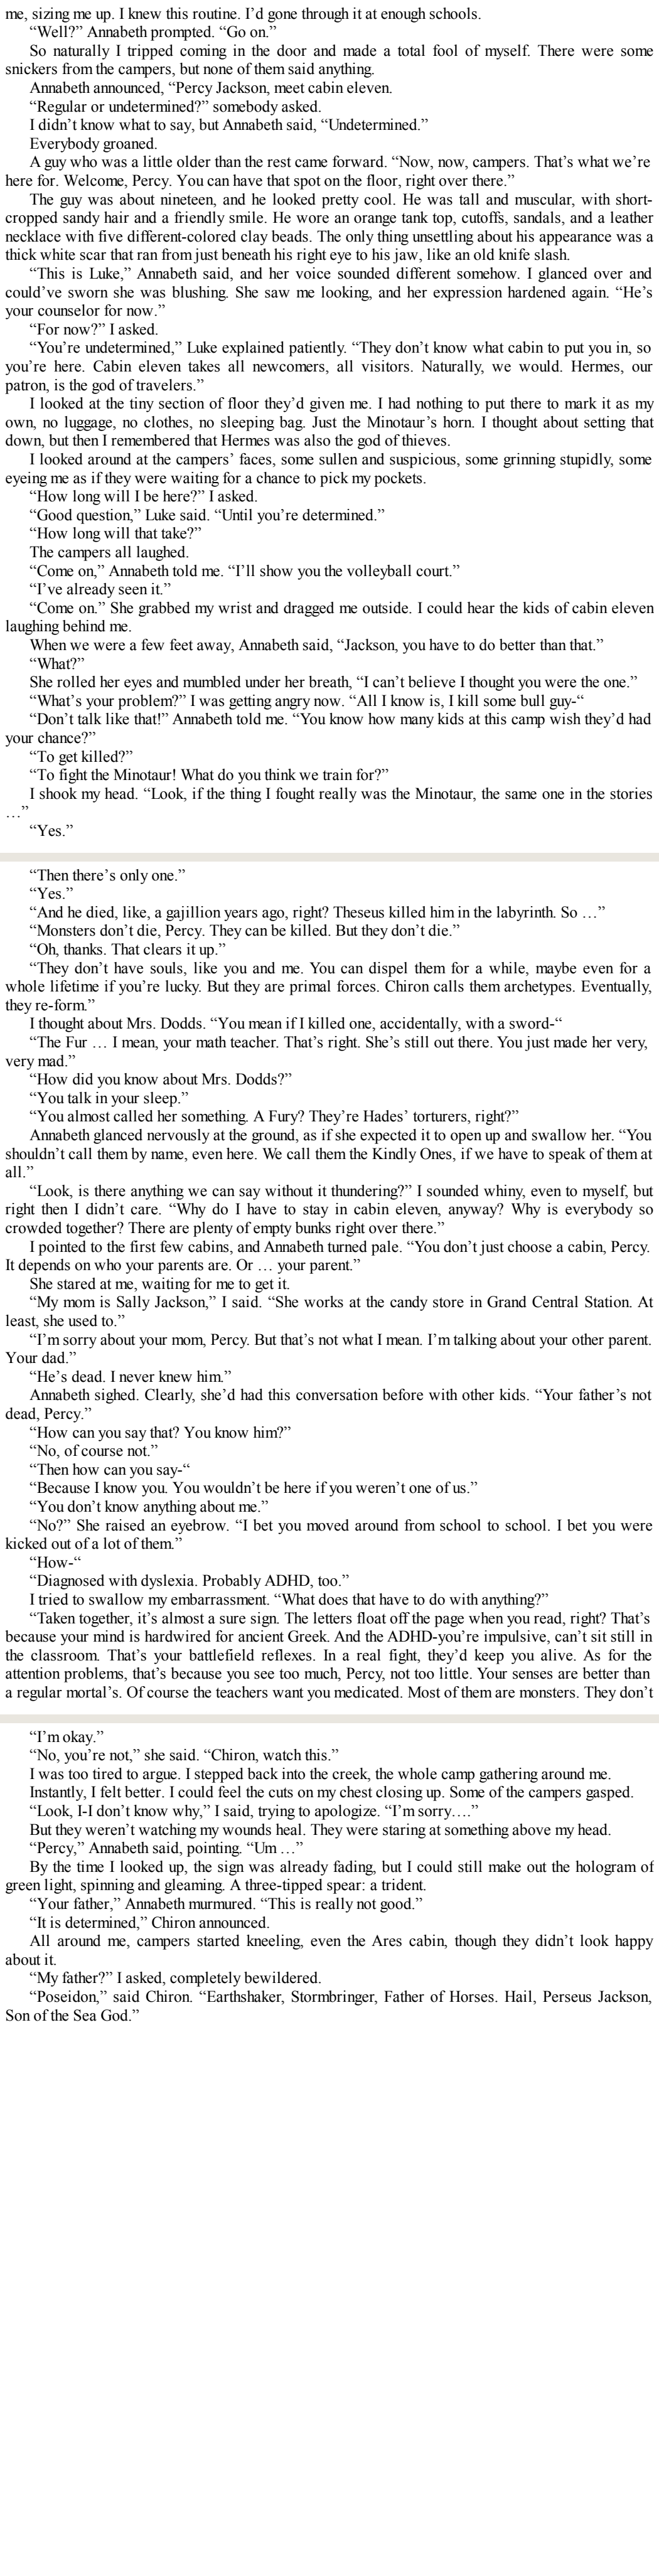 me, sizing me up. I knew this routine. I’d gone through it at enough schools.
“Well?” Annabeth prompted. “Go on.”
So naturally I tripped coming in the door and made a total fool of myself. There were some
snickers from the campers, but none of them said anything.
Annabeth announced, “Percy Jackson, meet cabin eleven.
“Regular or undetermined?” somebody asked.
I didn’t know what to say, but Annabeth said, “Undetermined.”
Everybody groaned.
A guy who was a little older than the rest came forward. “Now, now, campers. That’s what we’re
here for. Welcome, Percy. You can have that spot on the floor, right over there.”
The guy was about nineteen, and he looked pretty cool. He was tall and muscular, with short-
cropped sandy hair and a friendly smile. He wore an orange tank top, cutoffs, sandals, and a leather
necklace with five different-colored clay beads. The only thing unsettling about his appearance was a
thick white scar that ran from just beneath his right eye to his jaw, like an old knife slash.
“This is Luke,” Annabeth said, and her voice sounded different somehow. I glanced over and
could’ve sworn she was blushing. She saw me looking, and her expression hardened again. “He’s
your counselor for now.”
“For now?” I asked.
“You’re undetermined,” Luke explained patiently. “They don’t know what cabin to put you in, so
you’re here. Cabin eleven takes all newcomers, all visitors. Naturally, we would. Hermes, our
patron, is the god of travelers.”
I looked at the tiny section of floor they’d given me. I had nothing to put there to mark it as my
own, no luggage, no clothes, no sleeping bag. Just the Minotaur’s horn. I thought about setting that
down, but then I remembered that Hermes was also the god of thieves.
I looked around at the campers’ faces, some sullen and suspicious, some grinning stupidly, some
eyeing me as if they were waiting for a chance to pick my pockets.
“How long will I be here?” I asked.
“Good question,” Luke said. “Until you’re determined.”
“How long will that take?”
The campers all laughed.
“Come on,” Annabeth told me. “I’ll show you the volleyball court.”
“I’ve already seen it.”
“Come on.” She grabbed my wrist and dragged me outside. I could hear the kids of cabin eleven
laughing behind me.
When we were a few feet away, Annabeth said, “Jackson, you have to do better than that.”
“What?”
She rolled her eyes and mumbled under her breath, “I can’t believe I thought you were the one.”
“What’s your problem?” I was getting angry now. “All I know is, I kill some bull guy-“
“Don’t talk like that!” Annabeth told me. “You know how many kids at this camp wish they’d had
your chance?”
“To get killed?”
“To fight the Minotaur! What do you think we train for?”
I shook my head. “Look, if the thing I fought really was the Minotaur, the same one in the stories
…”
“Yes.”
“Then there’s only one.”
“Yes.”
“And he died, like, a gajillion years ago, right? Theseus killed him in the labyrinth. So …”
“Monsters don’t die, Percy. They can be killed. But they don’t die.”
“Oh, thanks. That clears it up.”
“They don’t have souls, like you and me. You can dispel them for a while, maybe even for a
whole lifetime if you’re lucky. But they are primal forces. Chiron calls them archetypes. Eventually,
they re-form.”
I thought about Mrs. Dodds. “You mean if I killed one, accidentally, with a sword-“
“The Fur … I mean, your math teacher. That’s right. She’s still out there. You just made her very,
very mad.”
“How did you know about Mrs. Dodds?”
“You talk in your sleep.”
“You almost called her something. A Fury? They’re Hades’ torturers, right?”
Annabeth glanced nervously at the ground, as if she expected it to open up and swallow her. “You
shouldn’t call them by name, even here. We call them the Kindly Ones, if we have to speak of them at
all.”
“Look, is there anything we can say without it thundering?” I sounded whiny, even to myself, but
right then I didn’t care. “Why do I have to stay in cabin eleven, anyway? Why is everybody so
crowded together? There are plenty of empty bunks right over there.”
I pointed to the first few cabins, and Annabeth turned pale. “You don’t just choose a cabin, Percy.
It depends on who your parents are. Or … your parent.”
She stared at me, waiting for me to get it.
“My mom is Sally Jackson,” I said. “She works at the candy store in Grand Central Station. At
least, she used to.”
“I’m sorry about your mom, Percy. But that’s not what I mean. I’m talking about your other parent.
Your dad.”
“He’s dead. I never knew him.”
Annabeth sighed. Clearly, she’d had this conversation before with other kids. “Your father’s not
dead, Percy.”
“How can you say that? You know him?”
“No, of course not.”
“Then how can you say-“
“Because I know you. You wouldn’t be here if you weren’t one of us.”
“You don’t know anything about me.”
“No?” She raised an eyebrow. “I bet you moved around from school to school. I bet you were
kicked out of a lot of them.”
“How-“
“Diagnosed with dyslexia. Probably ADHD, too.”
I tried to swallow my embarrassment. “What does that have to do with anything?”
“Taken together, it’s almost a sure sign. The letters float off the page when you read, right? That’s
because your mind is hardwired for ancient Greek. And the ADHD-you’re impulsive, can’t sit still in
the classroom. That’s your battlefield reflexes. In a real fight, they’d keep you alive. As for the
attention problems, that’s because you see too much, Percy, not too little. Your senses are better than
a regular mortal’s. Of course the teachers want you medicated. Most of them are monsters. They don’t
“I’m okay.”
“No, you’re not,” she said. “Chiron, watch this.”
I was too tired to argue. I stepped back into the creek, the whole camp gathering around me.
Instantly, I felt better. I could feel the cuts on my chest closing up. Some of the campers gasped.
“Look, I-I don’t know why,” I said, trying to apologize. “I’m sorry….”
But they weren’t watching my wounds heal. They were staring at something above my head.
“Percy,” Annabeth said, pointing. “Um …”
By the time I looked up, the sign was already fading, but I could still make out the hologram of
green light, spinning and gleaming. A three-tipped spear: a trident.
“Your father,” Annabeth murmured. “This is really not good.”
“It is determined,” Chiron announced.
All around me, campers started kneeling, even the Ares cabin, though they didn’t look happy
about it.
“My father?” I asked, completely bewildered.
“Poseidon,” said Chiron. “Earthshaker, Stormbringer, Father of Horses. Hail, Perseus Jackson,
Son of the Sea God.”